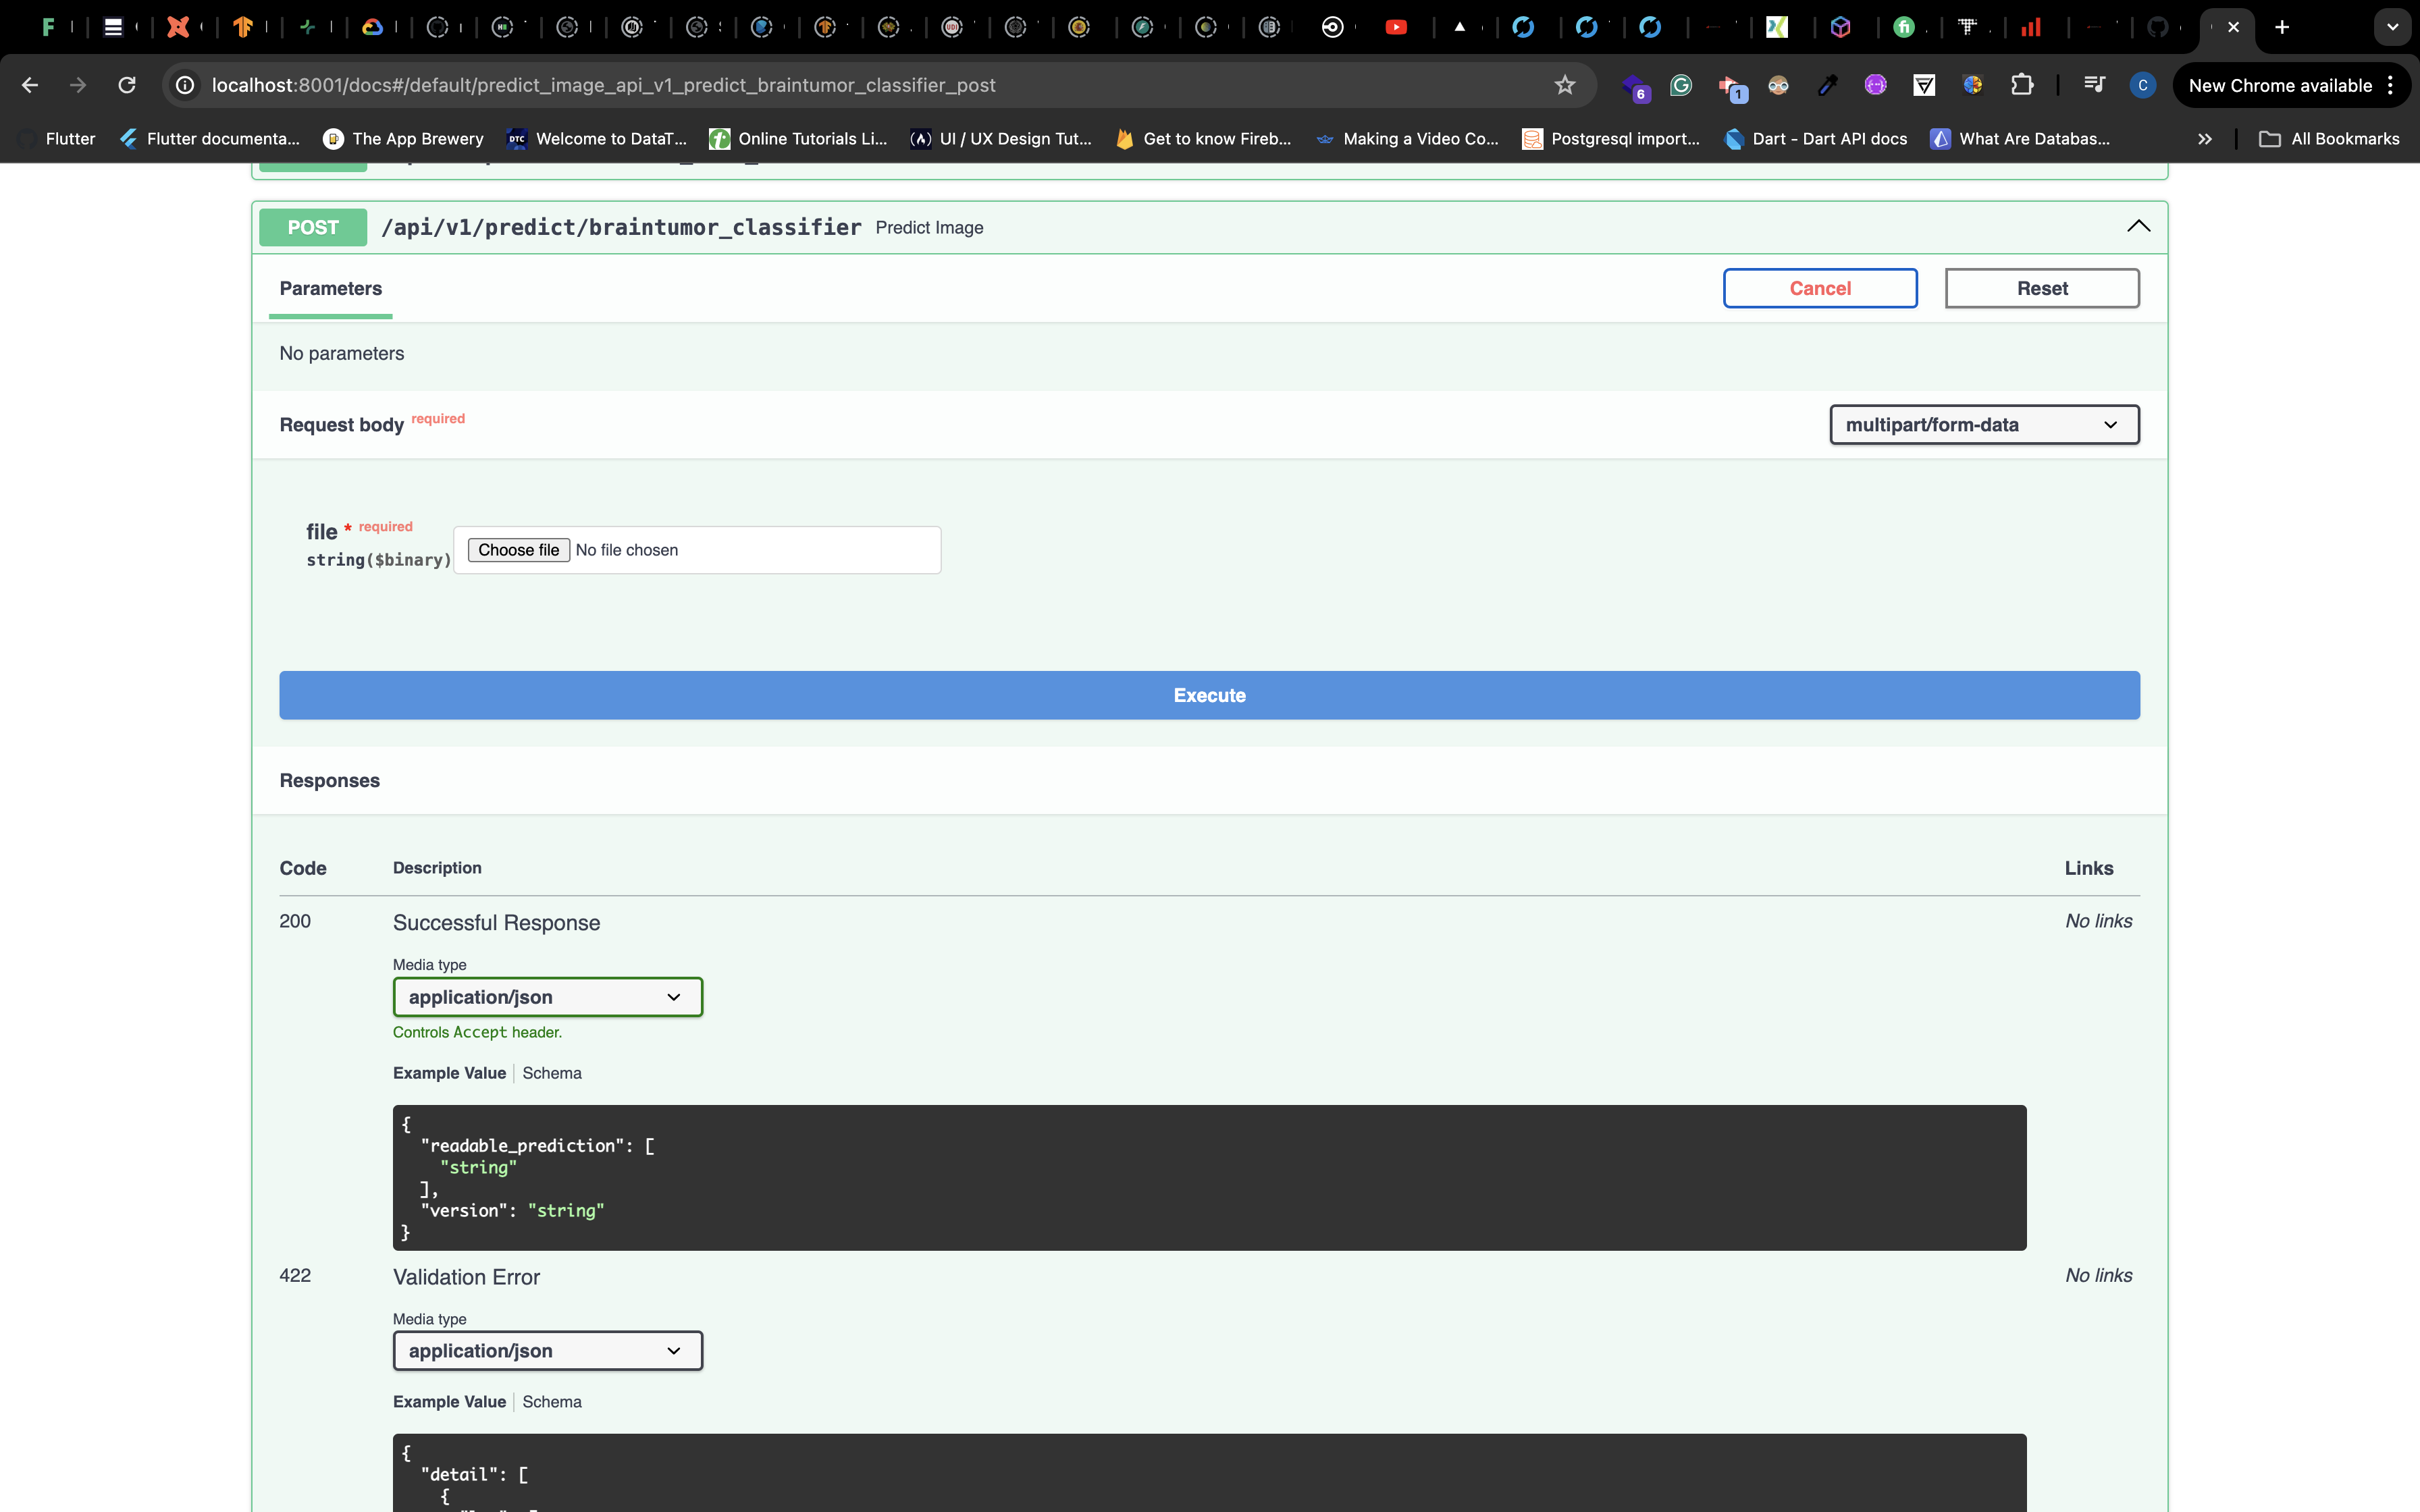 localhost:8001/docs#/default/predict_image_api_v1_predict_braintumor_classifier_post
6
1
C
New Chrome available
Flutter
Flutter documenta...
The App Brewery
DTC
Welcome to DataT...
Online Tutorials Li...
UI / UX Design Tut...
Get to know Fireb...
Making a Video Co...
Postgresql import...
Dart - Dart API docs
What Are Databas...
All Bookmarks
POST /api/v1/predict/braintumor_classifier Predict Image
Parameters
Cancel
Reset
No parameters
Request body required
multipart/form-data
file * required
string($binary)
Choose file No file chosen
Execute
Responses
Code Description Links
200 Successful Response No links
Media type
application/json
Controls Accept header.
Example Value Schema
{
"readable_prediction": [
"string"
],
"version": "string"
}
422 Validation Error No links
Media type
application/json
Example Value Schema
{
"detail": [
{